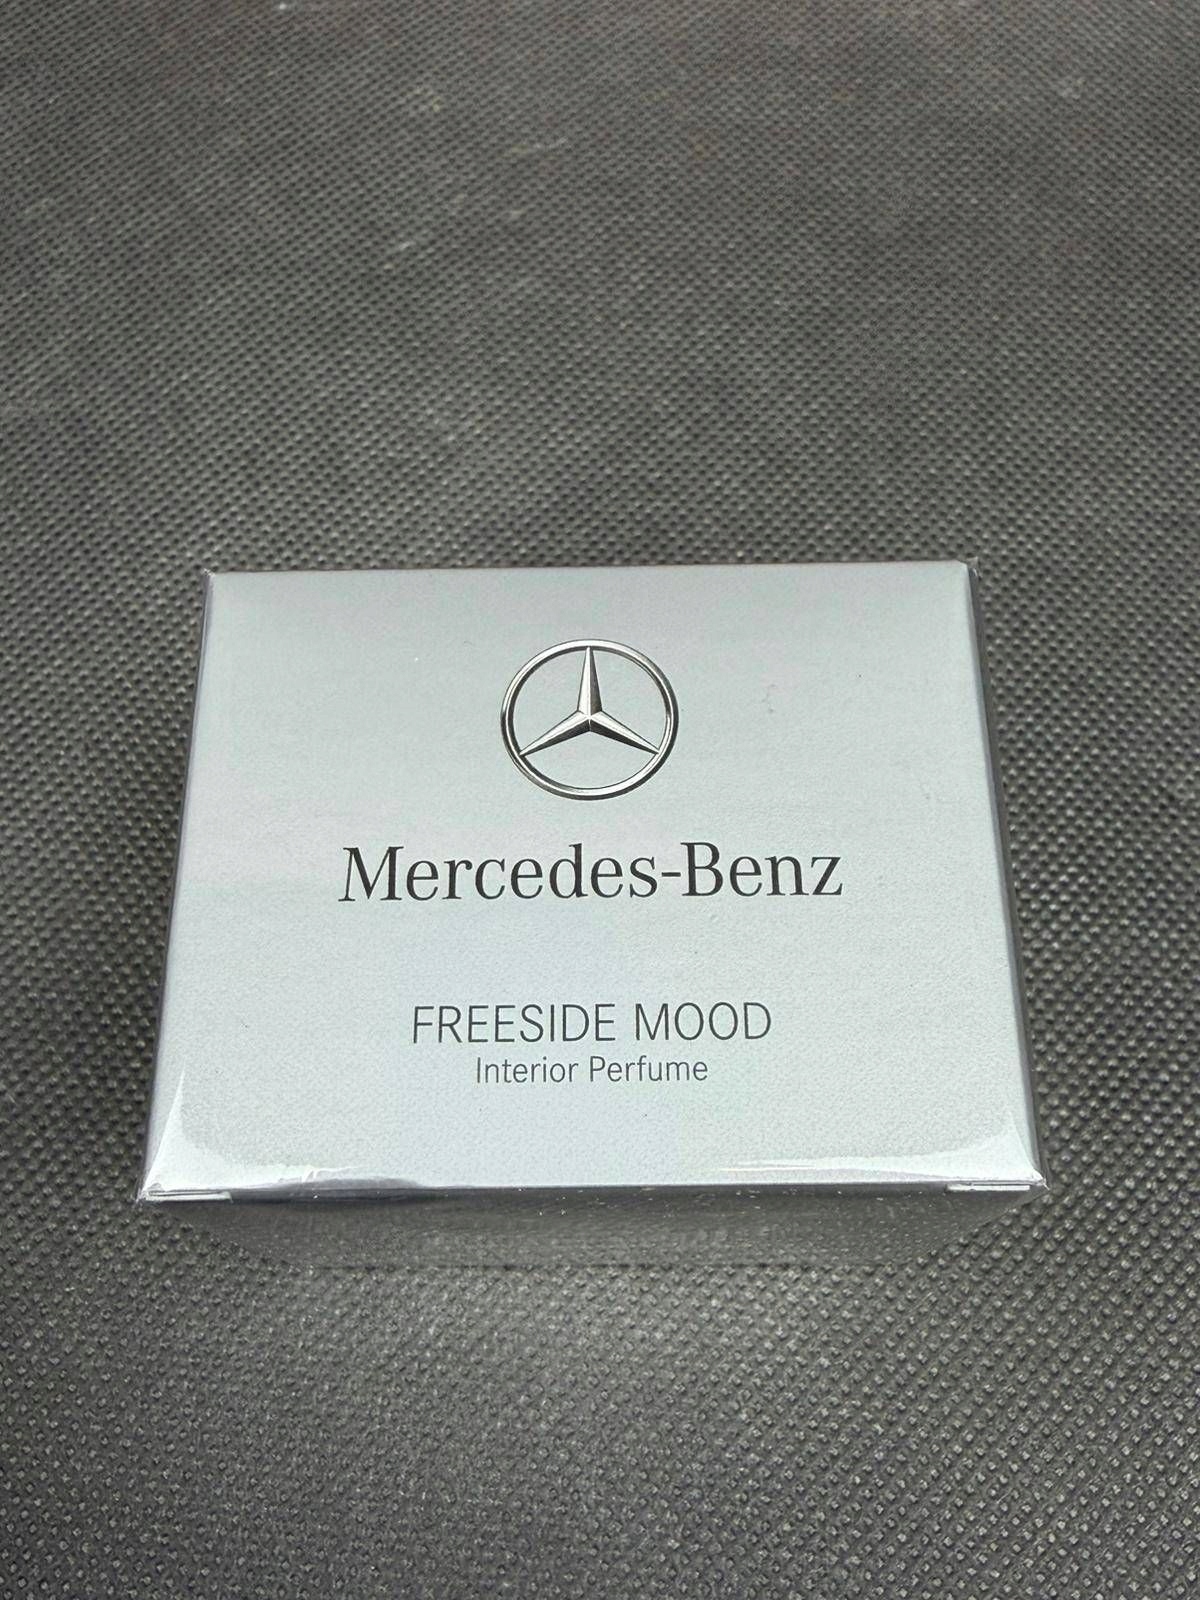 Mercedes-Benz
FREESIDE MOOD
Interior Perfume